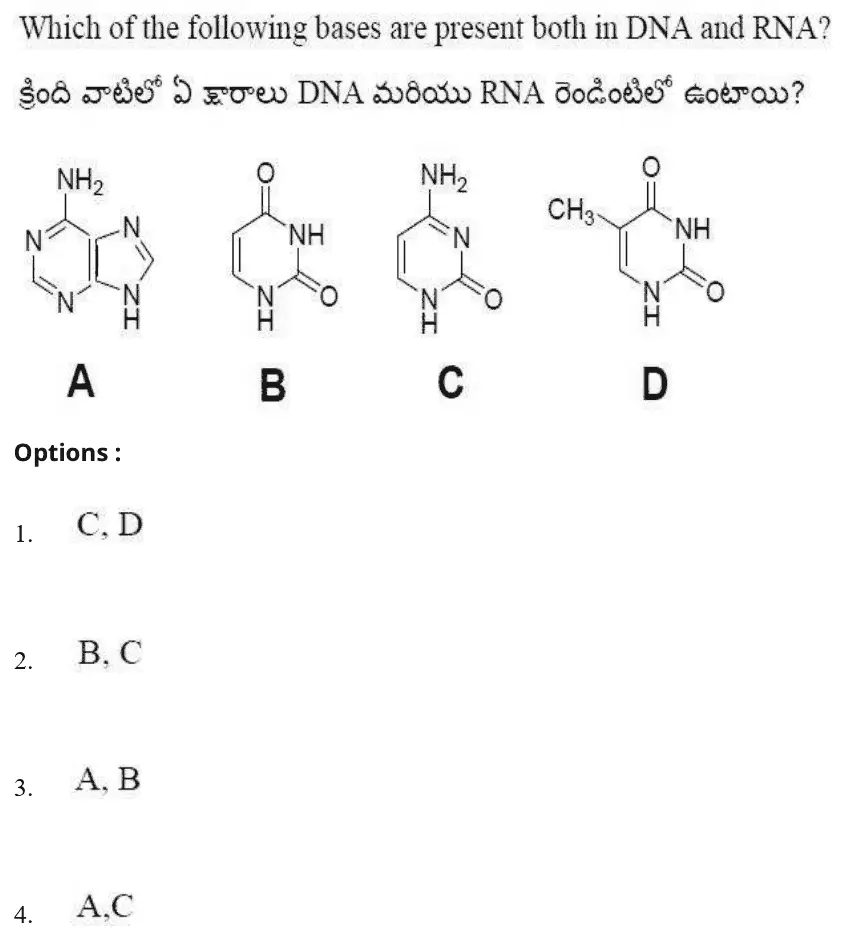 Which of the following bases are present both in DNA and RNA?
క్రింది వాటిలో ఏ క్షారాలు DNA మరియు RNA రెండింటిలో ఉంటాయి?
NH2 N N N N H
O NH N H O
NH2 N N H O
CH3 O NH N H O
A B C D
Options :
1. C, D
2. B, C
3. A, B
4. A,C